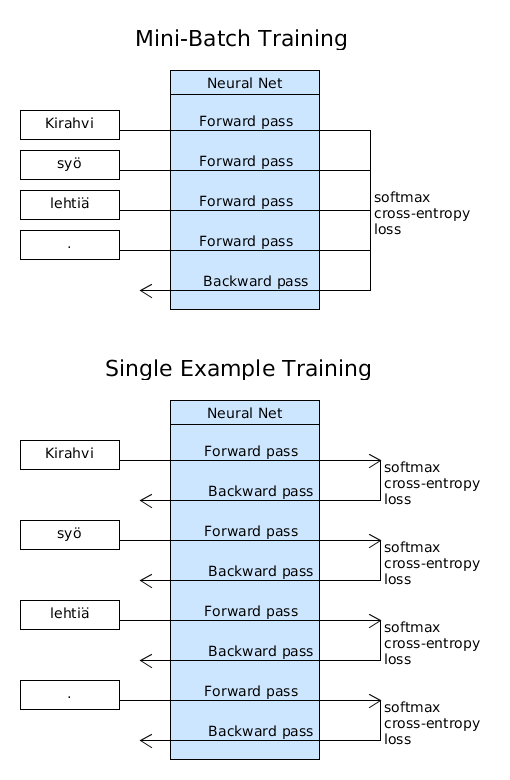 Mini-Batch Training
Neural Net
Kirahvi
Forward pass
syö
Forward pass
lehtiä
Forward pass
softmax
cross-entropy
loss
.
Forward pass
Backward pass
Single Example Training
Neural Net
Kirahvi
Forward pass
softmax
cross-entropy
loss
Backward pass
syö
Forward pass
softmax
cross-entropy
loss
Backward pass
lehtiä
Forward pass
softmax
cross-entropy
loss
Backward pass
.
Forward pass
softmax
cross-entropy
loss
Backward pass